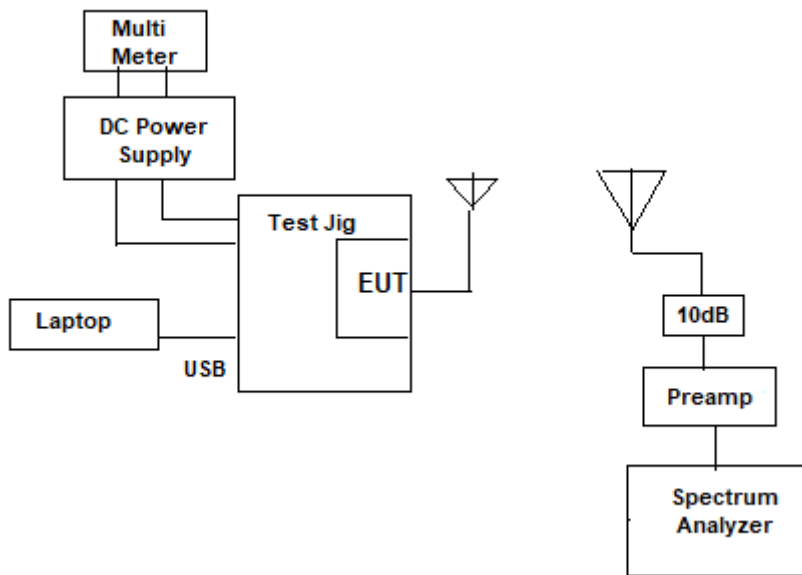 Multi
Meter
DC Power
Supply
Test Jig
EUT
Laptop
USB
10dB
Preamp
Spectrum
Analyzer